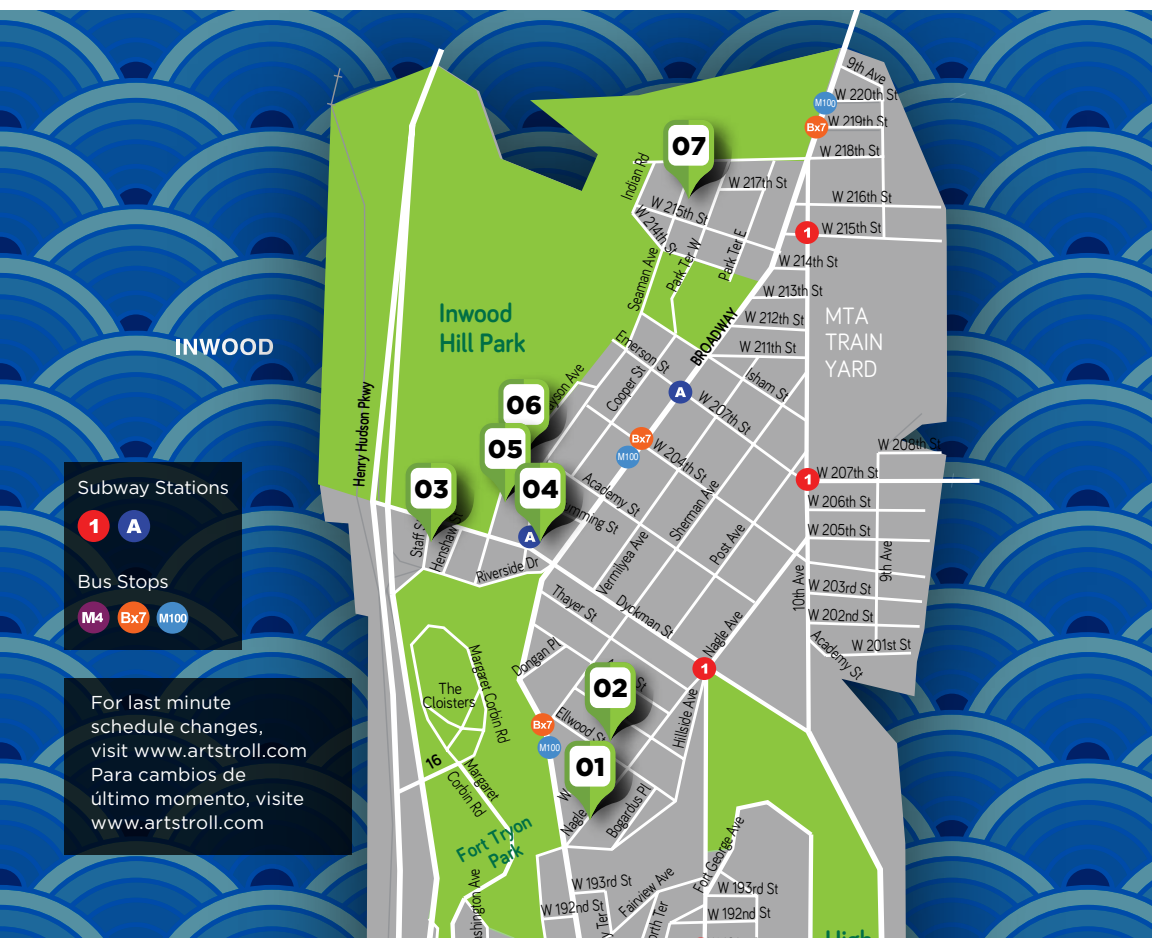 9th Ave
W 220th St
M100
Bx7
W 219th St
W 218th St
07
Indian Rd
W 217th St
W 216th St
W 215th St
W 215th St
1
W 214th St
Park Ter W
Park Ter E
W 214th St
Seaman Ave
W 213th St
Inwood
Hill Park
BROADWAY
W 212th St
MTA
TRAIN
YARD
INWOOD
W 211th St
Emerson St
Cooper St
Isham St
A
W 207th St
06
Henry Hudson Pkwy
Bx7
M100
W 204th St
05
W 208th St
W 207th St
1
03
04
Academy St
W 206th St
Sherman Ave
W 205th St
A
Henshaw
Staff
Riverside Dr
Vermilyea Ave
Post Ave
9th Ave
10th Ave
W 203rd St
W 202nd St
Academy St
W 201st St
Thayer St
Dyckman St
Nagle Ave
1
Dongan Pl
Subway Stations
1 A
Bus Stops
M4 Bx7 M100
Margaret Corbin Rd
The
Cloisters
02
St
Hillside Ave
Ellwood St
Bx7
M100
01
16
Margaret
Corbin Rd
W
Nagle
Bogardus Pl
For last minute
schedule changes,
visit www.artstroll.com
Para cambios de
último momento, visite
www.artstroll.com
Fort Tryon
Park
Fort George Ave
W 193rd St
Fairview Ave
W 193rd St
W 192nd St
W 192nd St
High